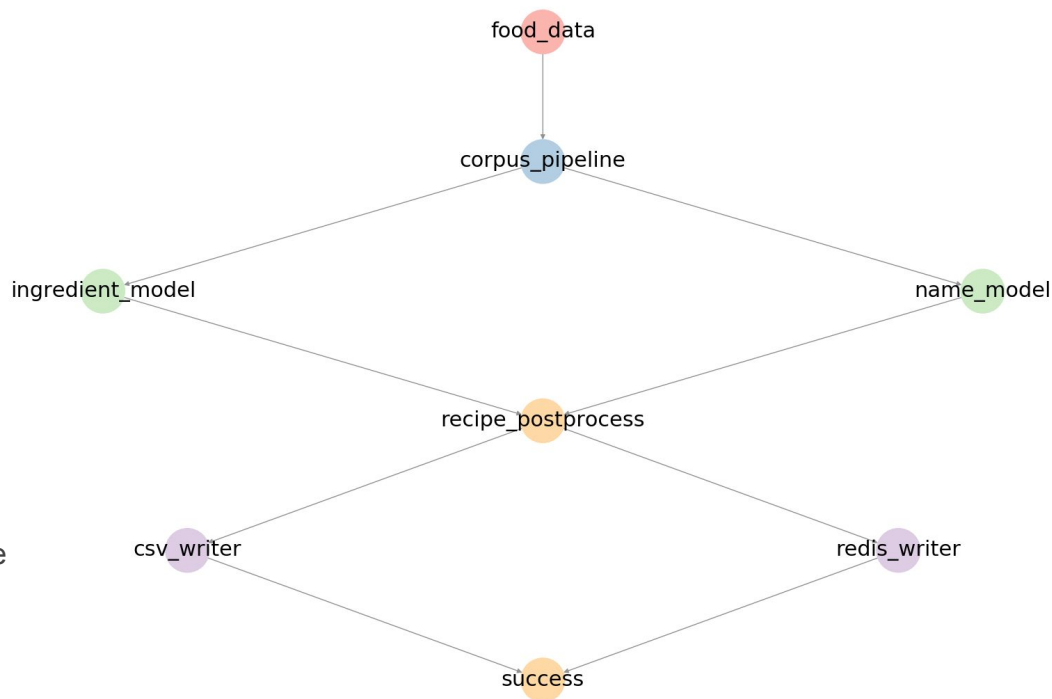 food_data
corpus_pipeline
ingredient_model
name_model
recipe_postprocess
csv_writer
redis_writer
e
success